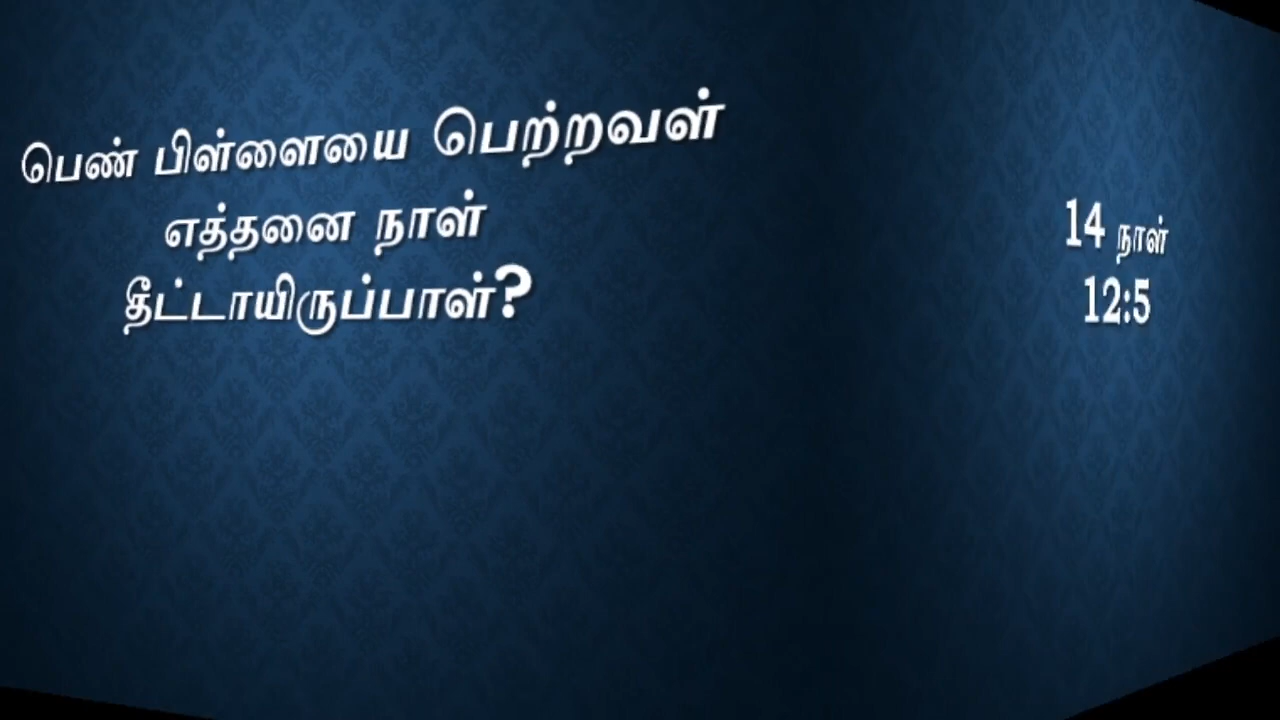 பெண் பிள்ளையை பெற்றவள்
எத்தனை நாள்
தீட்டாயிருப்பாள்?
14 நாள்
12:5